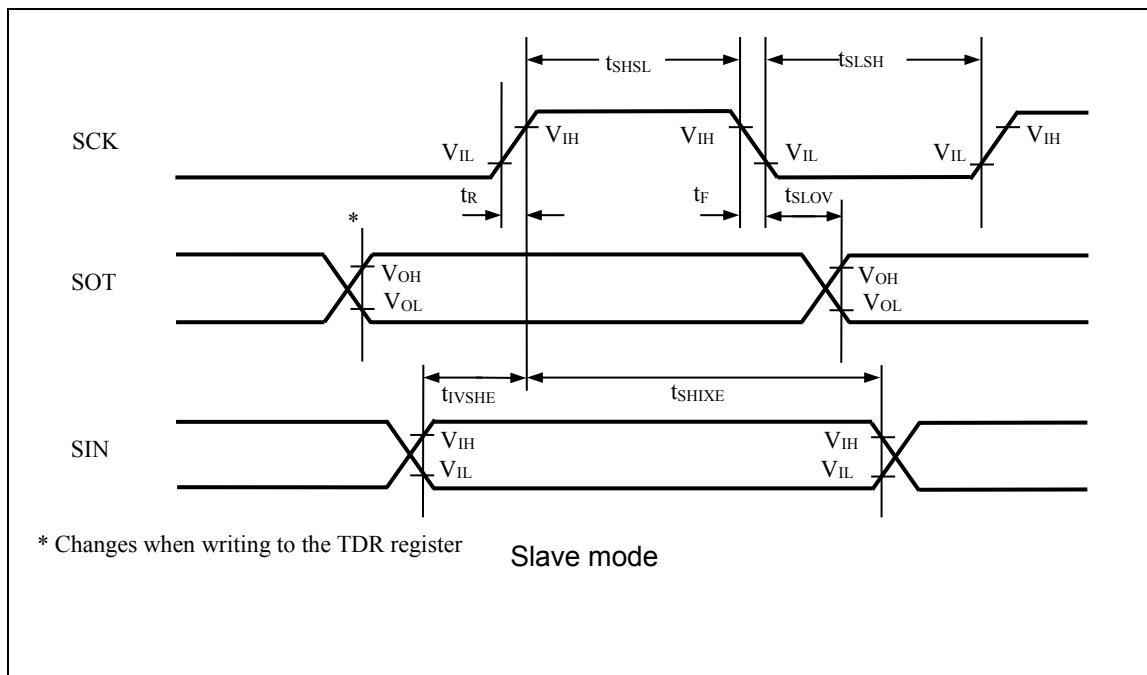 tSHSL
tSLSH
SCK
VIH
VIH
VIH
VIL
VIL
VIL
tR
tF
tSLOV
*
SOT
VOH
VOH
VOL
VOL
tIVSHE
tSHIXE
SIN
VIH
VIH
VIL
VIL
* Changes when writing to the TDR register
Slave mode